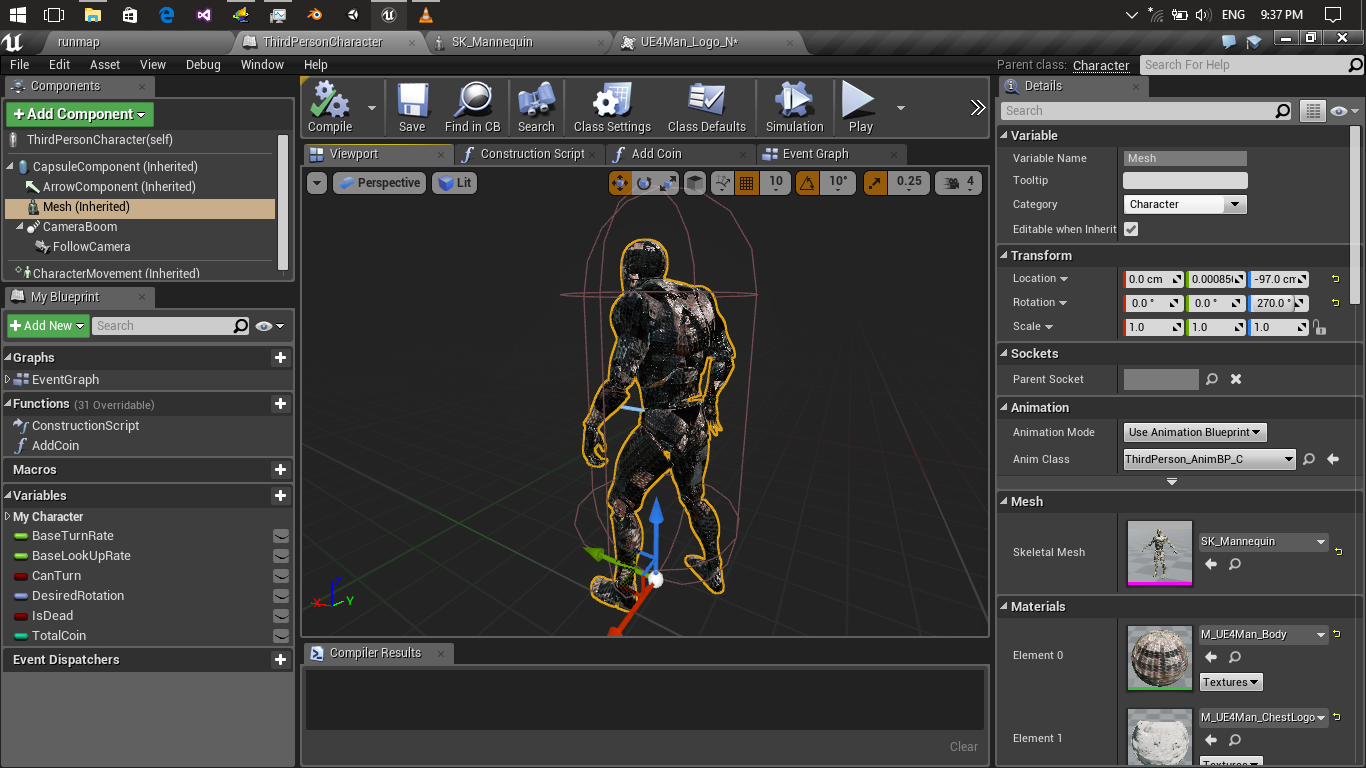 ENG 9:37 PM
runmap ThirdPersonCharacter SK_Mannequin UE4Man_Logo_N*
File Edit Asset View Debug Window Help Parent class: Character Search For Help
Components
+Add Component
ThirdPersonCharacter(self)
CapsuleComponent (Inherited)
ArrowComponent (Inherited)
Mesh (Inherited)
CameraBoom
FollowCamera
CharacterMovement (Inherited)
My Blueprint
+Add New Search
Graphs
EventGraph
Functions (31 Overridable)
ConstructionScript
AddCoin
Macros
Variables
My Character
BaseTurnRate
BaseLookUpRate
CanTurn
DesiredRotation
IsDead
TotalCoin
Event Dispatchers
Compile Save Find in CB Search Class Settings Class Defaults Simulation Play
Viewport Construction Script Add Coin Event Graph
Perspective Lit 10 10° 0.25 4
X Y
Compiler Results
Clear
Details
Search
Variable
Variable Name Mesh
Tooltip
Category Character
Editable when Inherit
Transform
Location 0.0 cm 0.00085 -97.0 cm
Rotation 0.0 ° 0.0 ° 270.0 °
Scale 1.0 1.0 1.0
Sockets
Parent Socket
Animation
Animation Mode Use Animation Blueprint
Anim Class ThirdPerson_AnimBP_C
Mesh
Skeletal Mesh SK_Mannequin
Materials
Element 0 M_UE4Man_Body
Textures
Element 1 M_UE4Man_ChestLogo
Textures